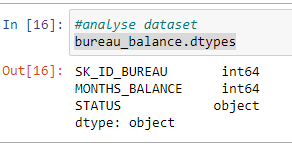 In [16]: #analyse dataset
bureau_balance.dtypes
Out[16]: SK_ID_BUREAU int64
MONTHS_BALANCE int64
STATUS object
dtype: object